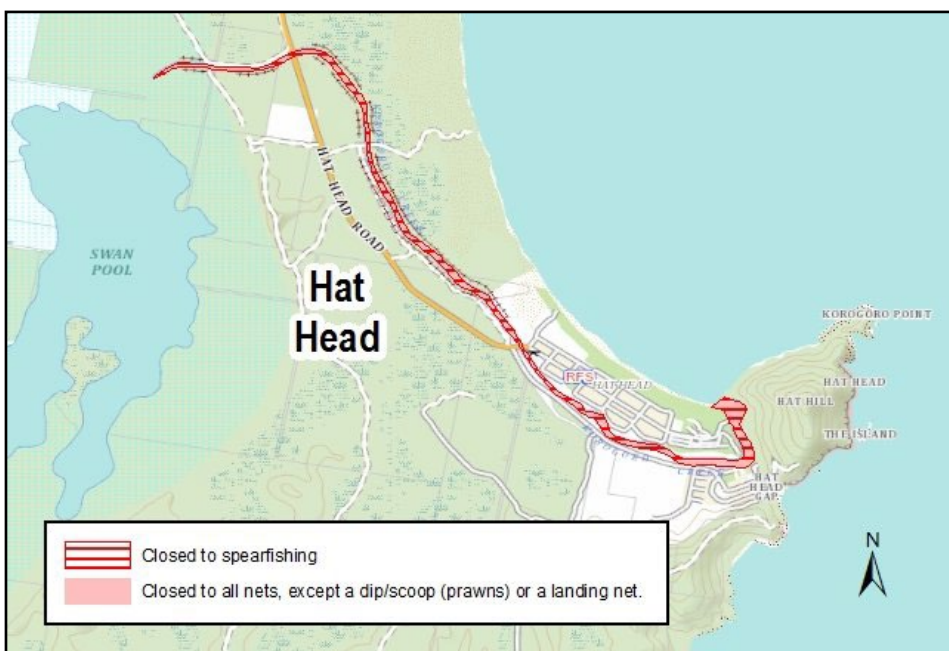 HAT HEAD ROAD
SWAN
POOL
Hat
Head
KOROGORO POINT
RFS
HAT HEAD
HAT HEAD
HAT HILL
THE ISLAND
HAT
HEAD
GAP
Closed to spearfishing
Closed to all nets, except a dip/scoop (prawns) or a landing net.
N